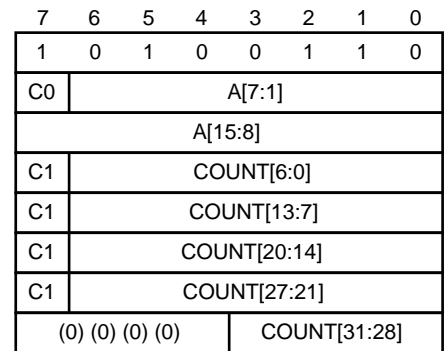 7 6 5 4 3 2 1 0
1 0 1 0 0 1 1 0
C0 A[7:1]
A[15:8]
C1 COUNT[6:0]
C1 COUNT[13:7]
C1 COUNT[20:14]
C1 COUNT[27:21]
(0) (0) (0) (0) COUNT[31:28]